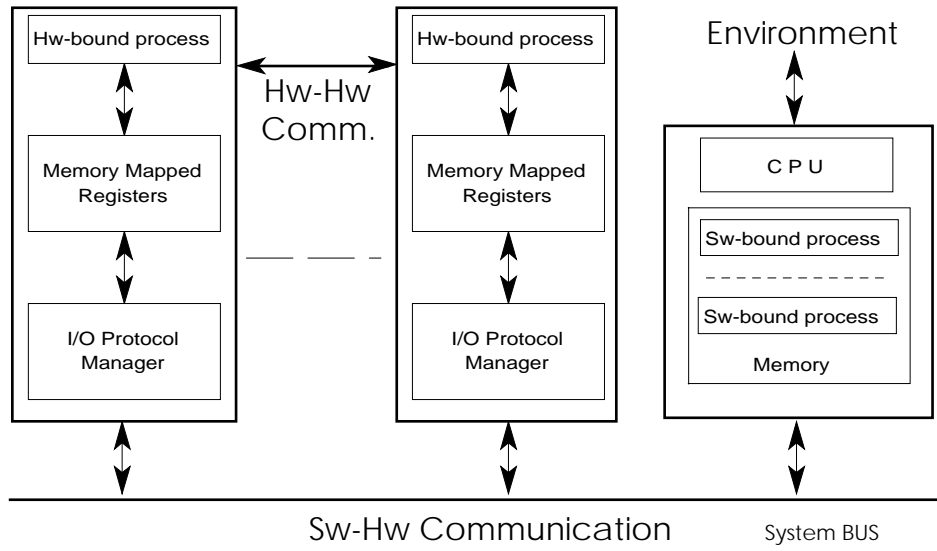 Hw-bound process
Memory Mapped
Registers
I/O Protocol
Manager
Hw-Hw
Comm.
Hw-bound process
Memory Mapped
Registers
I/O Protocol
Manager
Environment
C P U
Sw-bound process
Sw-bound process
Memory
Sw-Hw Communication
System BUS